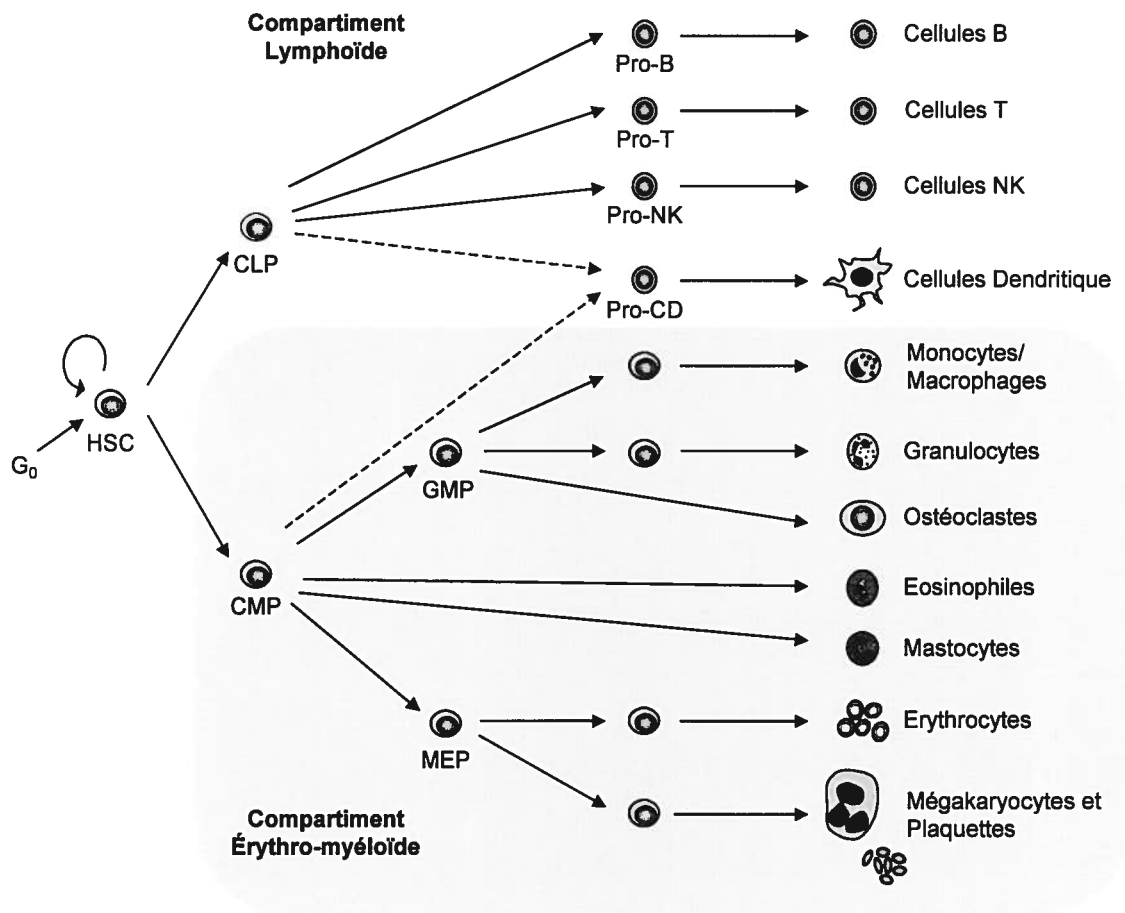 Compartiment
Lymphoïde
Pro-B
Cellules B
Pro-T
Cellules T
Pro-NK
Cellules NK
CLP
Pro-CD
Cellules Dendritique
HSC
G₀
Monocytes/
Macrophages
GMP
Granulocytes
Ostéoclastes
CMP
Eosinophiles
Mastocytes
MEP
Erythrocytes
Mégakaryocytes et
Plaquettes
Compartiment
Érythro-myéloïde